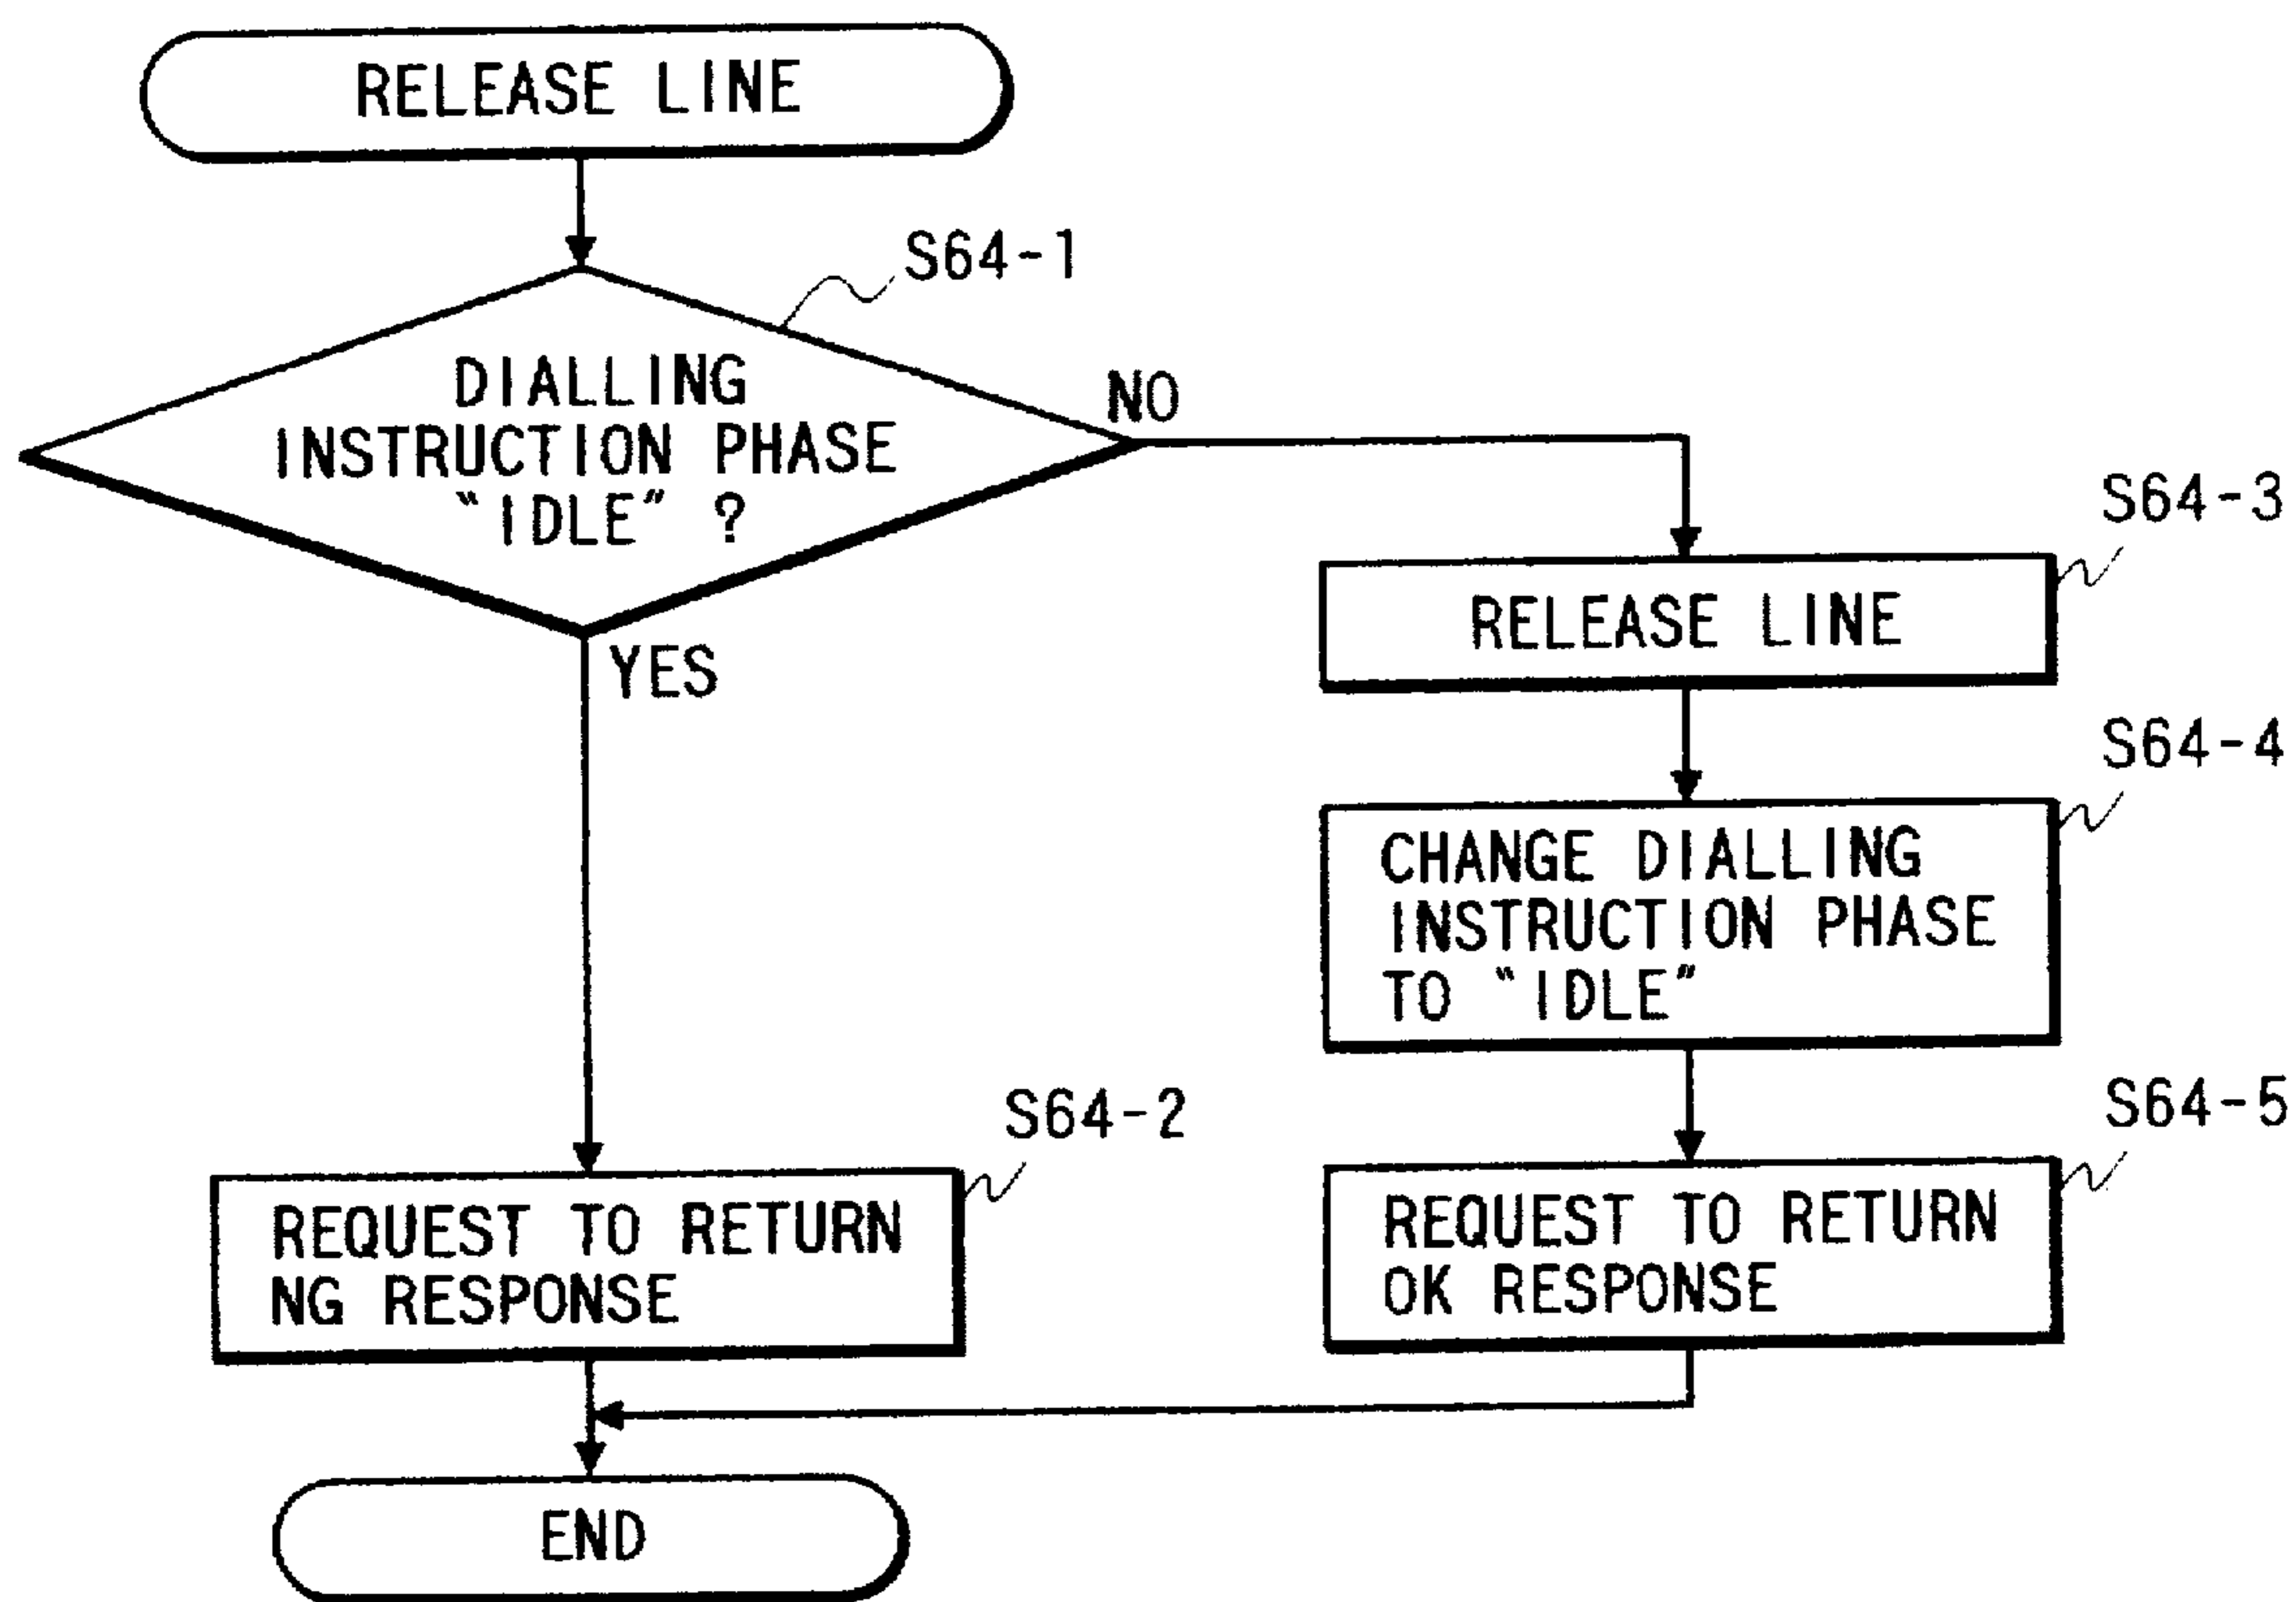 RELEASE LINE
S64-1
DIALLING
INSTRUCTION PHASE
"IDLE" ?
NO
YES
S64-3
RELEASE LINE
S64-4
CHANGE DIALLING
INSTRUCTION PHASE
TO "IDLE"
S64-2
REQUEST TO RETURN
NG RESPONSE
S64-5
REQUEST TO RETURN
OK RESPONSE
END